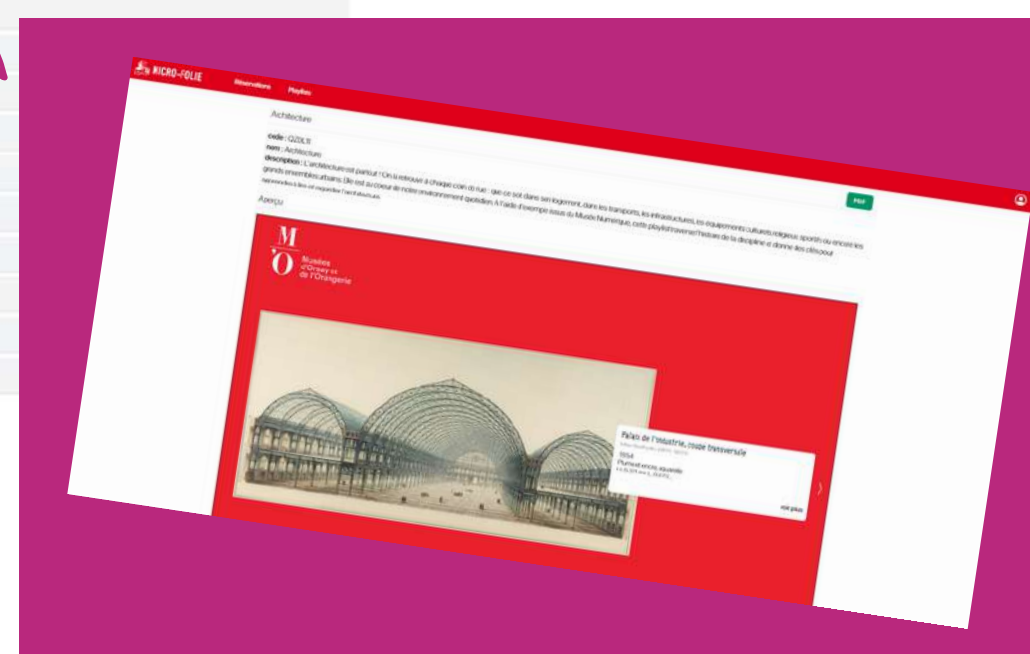 MICRO-FOLIE
Réservations Playlists
Architecture
code : QZ0L11
nom : Architecture
description : L'architecture est partout ! On la retrouve à chaque coin de rue : que ce soit dans son logement, dans les transports, les infrastructures, les équipements culturels, religieux, sportifs ou encore les
grands ensembles urbains. Elle est au coeur de notre environnement quotidien. A l'aide d'exemple issus du Musée Numérique, cette playlist traverse l'histoire de la discipline et donne des clés pour
apprendre à lire et regarder l'architecture.
Aperçu
M
'O
Musées
d'Orsay et
de l'Orangerie
Palais de l'industrie, coupe transversale
1854
Plume et encre, aquarelle
voir plus